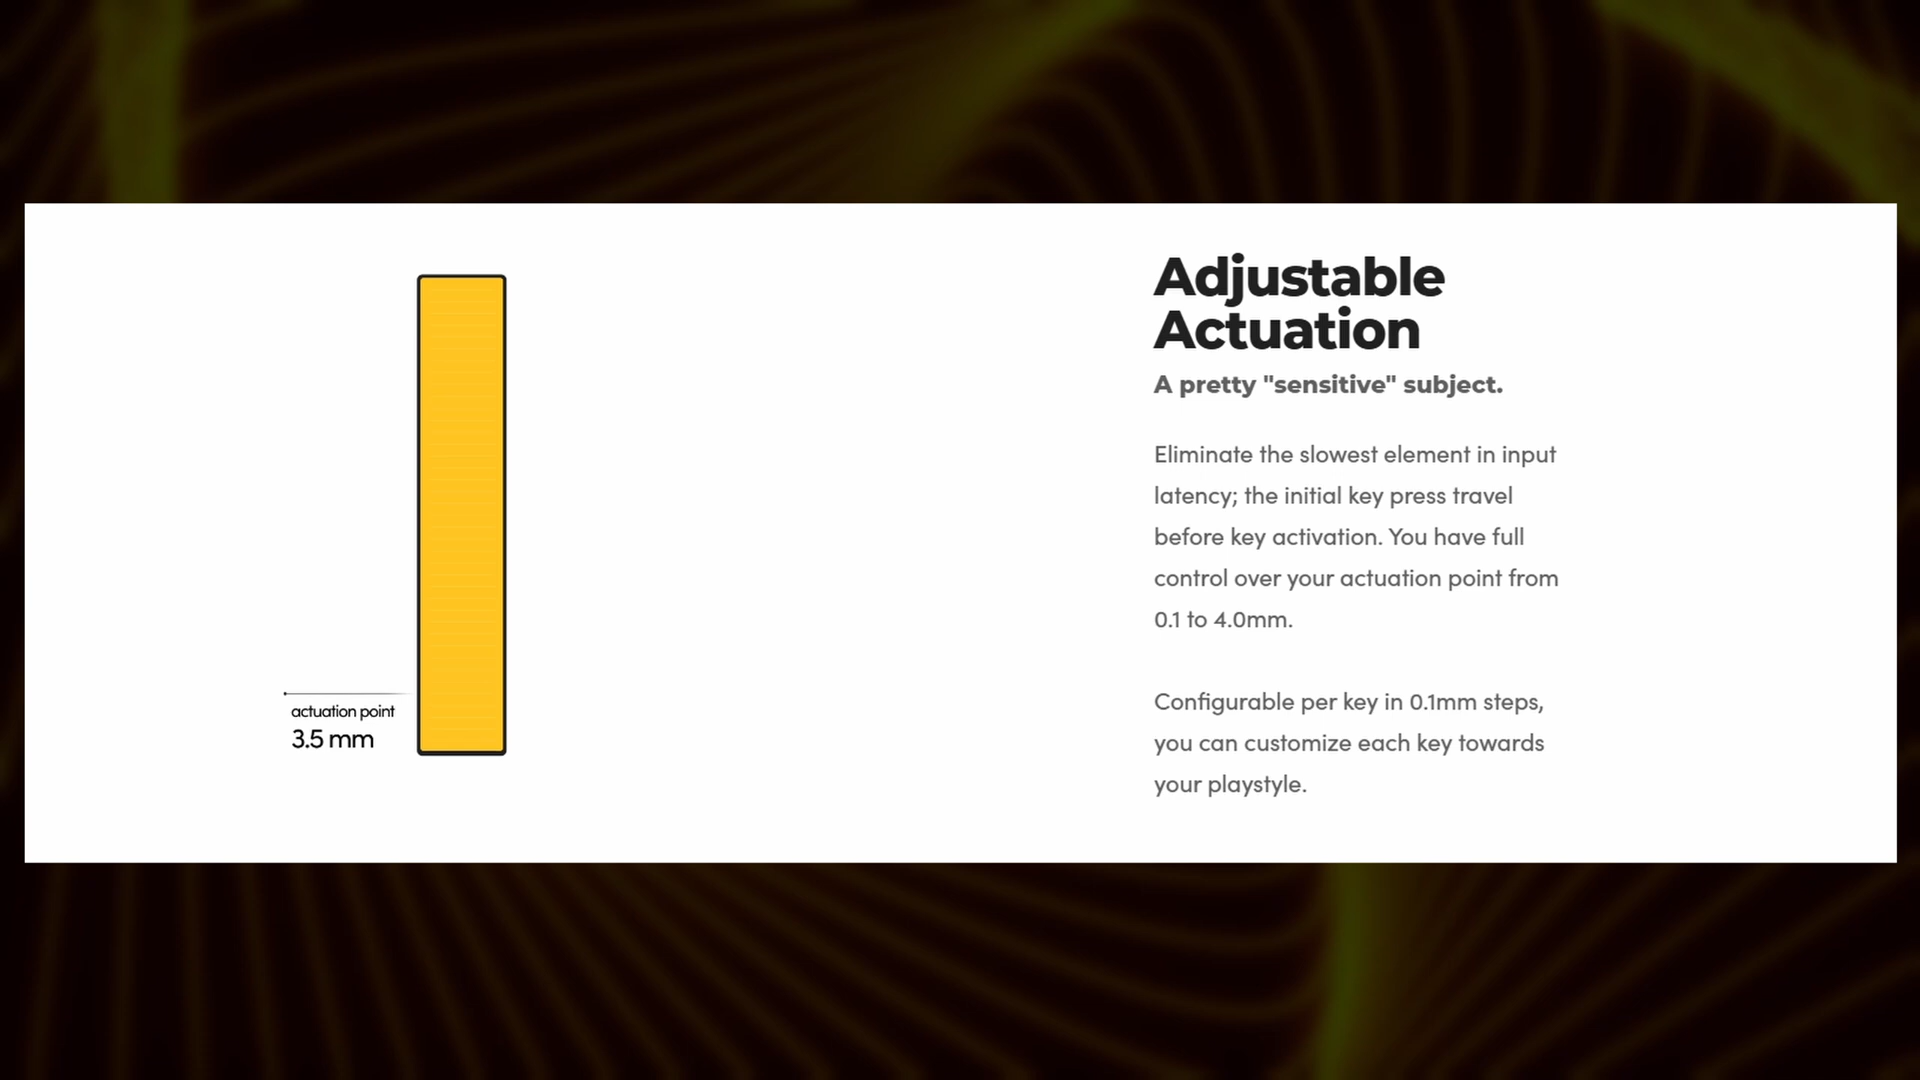 Adjustable
Actuation
A pretty "sensitive" subject.
Eliminate the slowest element in input
latency; the initial key press travel
before key activation. You have full
control over your actuation point from
0.1 to 4.0mm.
Configurable per key in 0.1mm steps,
you can customize each key towards
your playstyle.
actuation point
3.5 mm